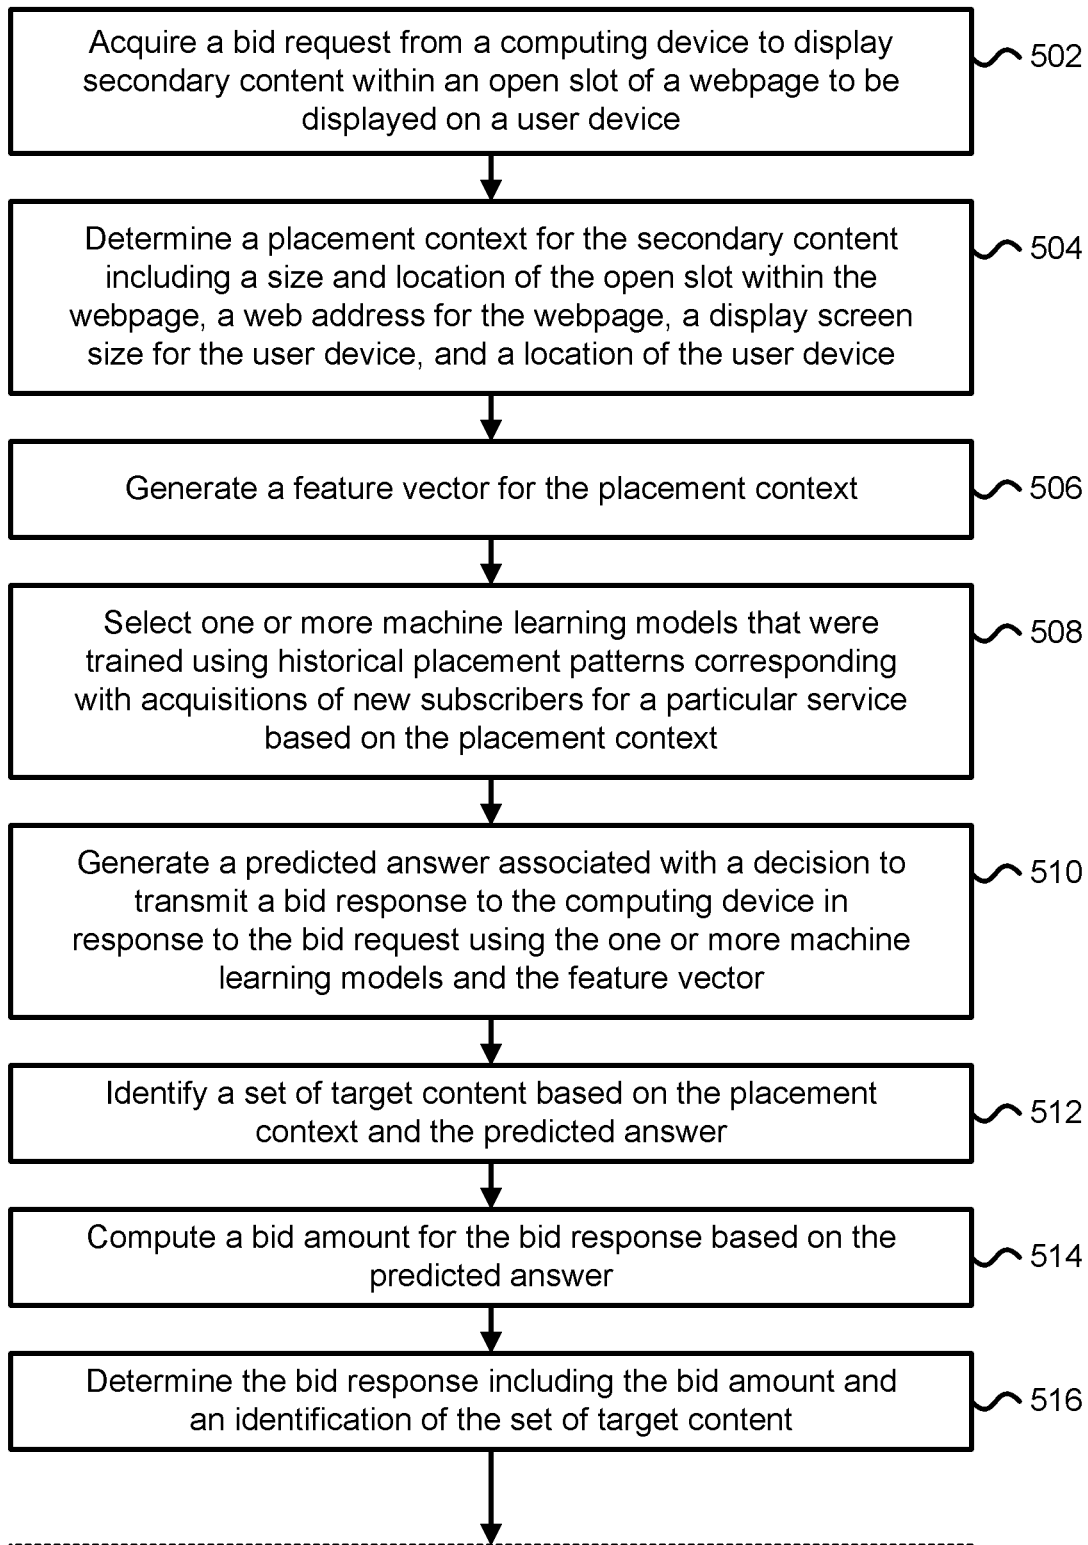 Acquire a bid request from a computing device to display
secondary content within an open slot of a webpage to be
displayed on a user device
502
Determine a placement context for the secondary content
including a size and location of the open slot within the
webpage, a web address for the webpage, a display screen
size for the user device, and a location of the user device
504
Generate a feature vector for the placement context
506
Select one or more machine learning models that were
trained using historical placement patterns corresponding
with acquisitions of new subscribers for a particular service
based on the placement context
508
Generate a predicted answer associated with a decision to
transmit a bid response to the computing device in
response to the bid request using the one or more machine
learning models and the feature vector
510
Identify a set of target content based on the placement
context and the predicted answer
512
Compute a bid amount for the bid response based on the
predicted answer
514
Determine the bid response including the bid amount and
an identification of the set of target content
516